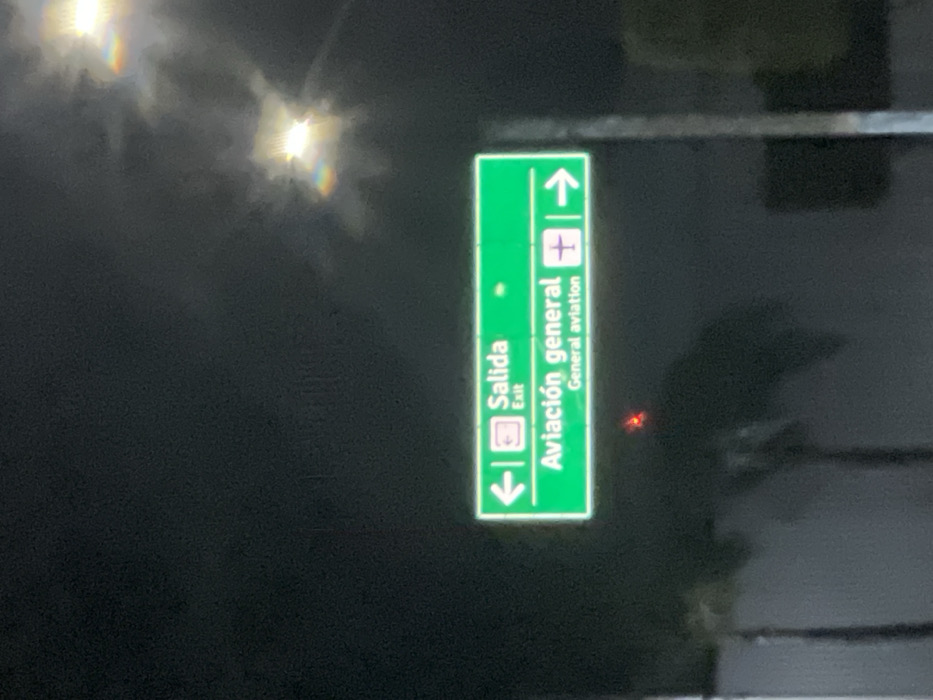 Salida
Exit
Aviación general
General aviation